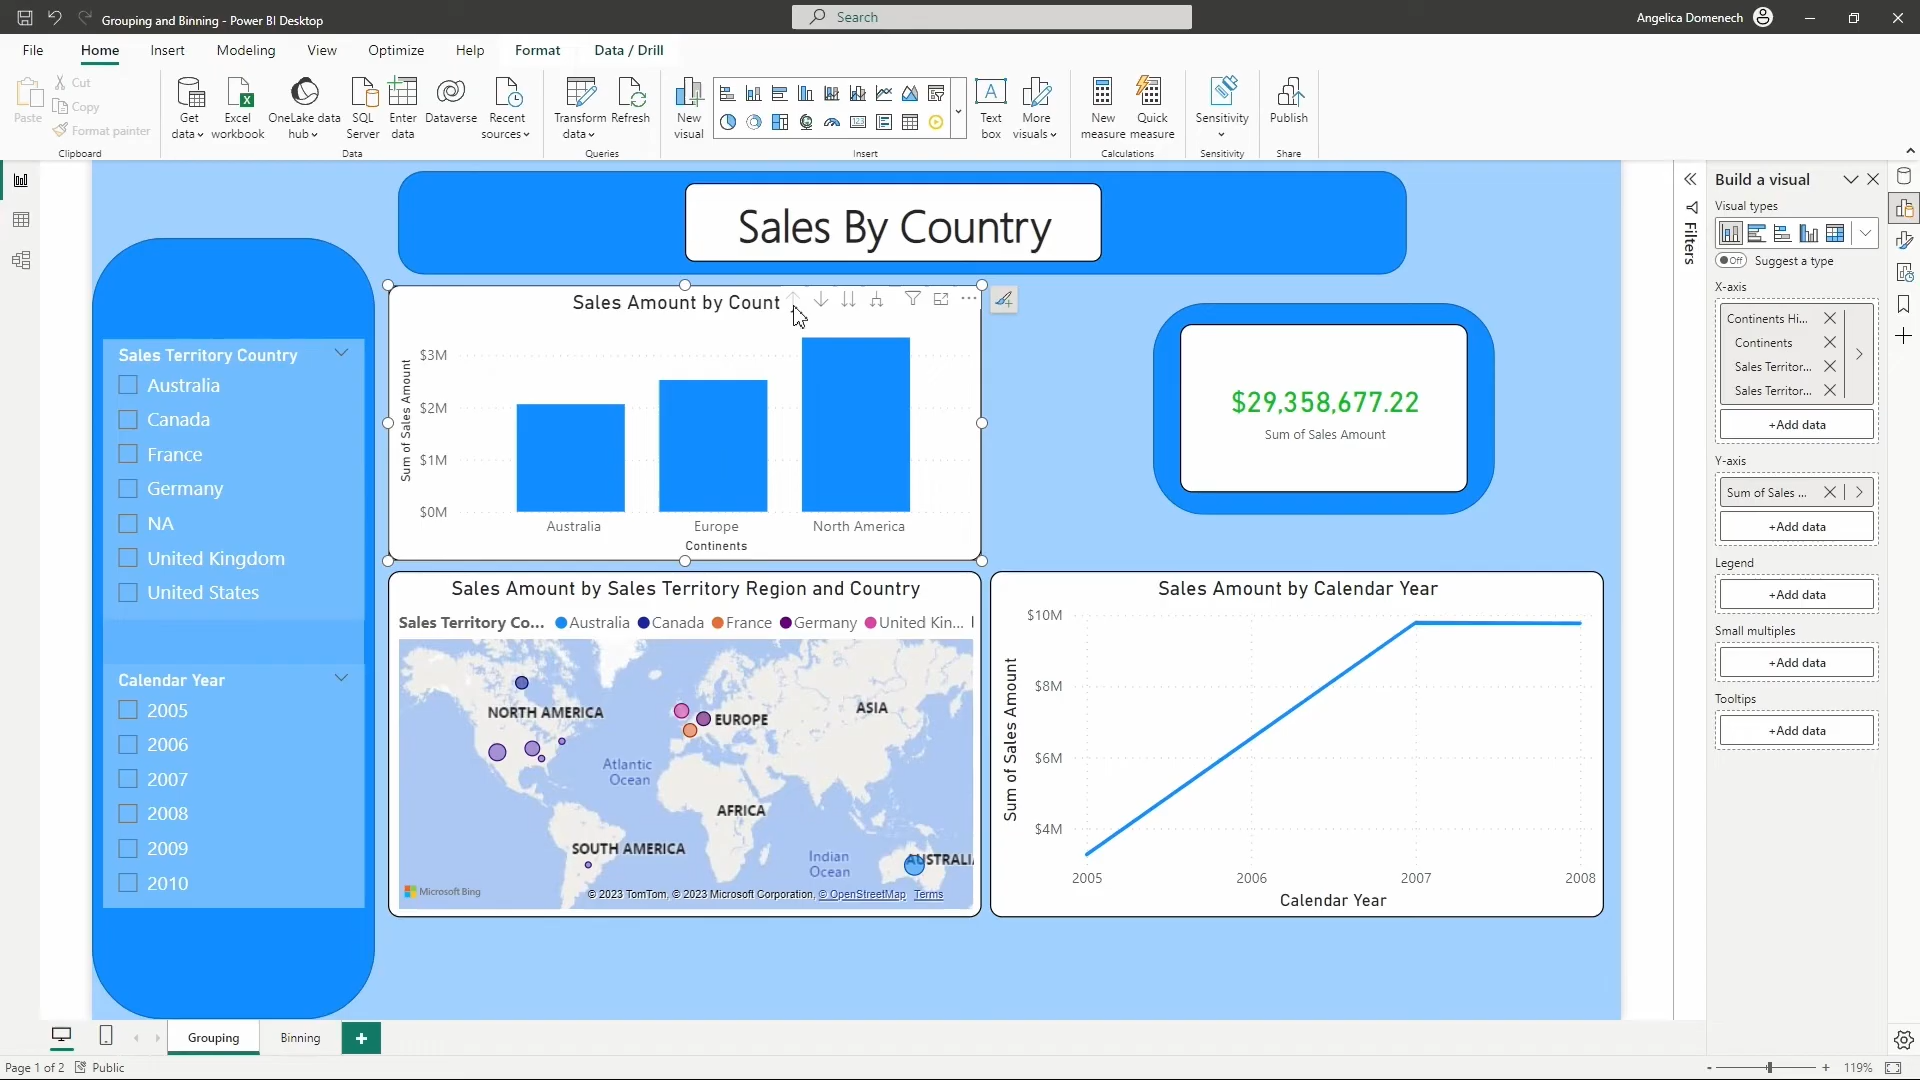 Grouping and Binning - Power BI Desktop
Search
Angelica Domenech
File
Home
Insert
Modeling
View
Optimize
Help
Format
Data / Drill
Paste
Cut
Copy
Format painter
Clipboard
Get
data
Excel
workbook
OneLake data
hub
SQL
Server
Enter
data
Dataverse
Recent
sources
Data
Transform
data
Refresh
Queries
New
visual
Text
box
More
visuals
Insert
New
measure
Quick
measure
Calculations
Sensitivity
Sensitivity
Publish
Share
Sales By Country
Sales Territory Country
Australia
Canada
France
Germany
NA
United Kingdom
United States
Calendar Year
2005
2006
2007
2008
2009
2010
Sales Amount by Count
Sum of Sales Amount
$3M
$2M
$1M
$0M
Australia
Europe
North America
Continents
$29,358,677.22
Sum of Sales Amount
Sales Amount by Sales Territory Region and Country
Sales Territory Co...
Australia
Canada
France
Germany
United Kin...
NORTH AMERICA
EUROPE
ASIA
Atlantic
Ocean
AFRICA
SOUTH AMERICA
Indian
Ocean
AUSTRALI
Microsoft Bing
© 2023 TomTom, © 2023 Microsoft Corporation, © OpenStreetMap
Terms
Sales Amount by Calendar Year
Sum of Sales Amount
$10M
$8M
$6M
$4M
2005
2006
2007
2008
Calendar Year
Filters
Build a visual
Visual types
Off
Suggest a type
X-axis
Continents Hi...
Continents
Sales Territor...
Sales Territor...
+Add data
Y-axis
Sum of Sales ...
+Add data
Legend
+Add data
Small multiples
+Add data
Tooltips
+Add data
Grouping
Binning
Page 1 of 2
Public
119%